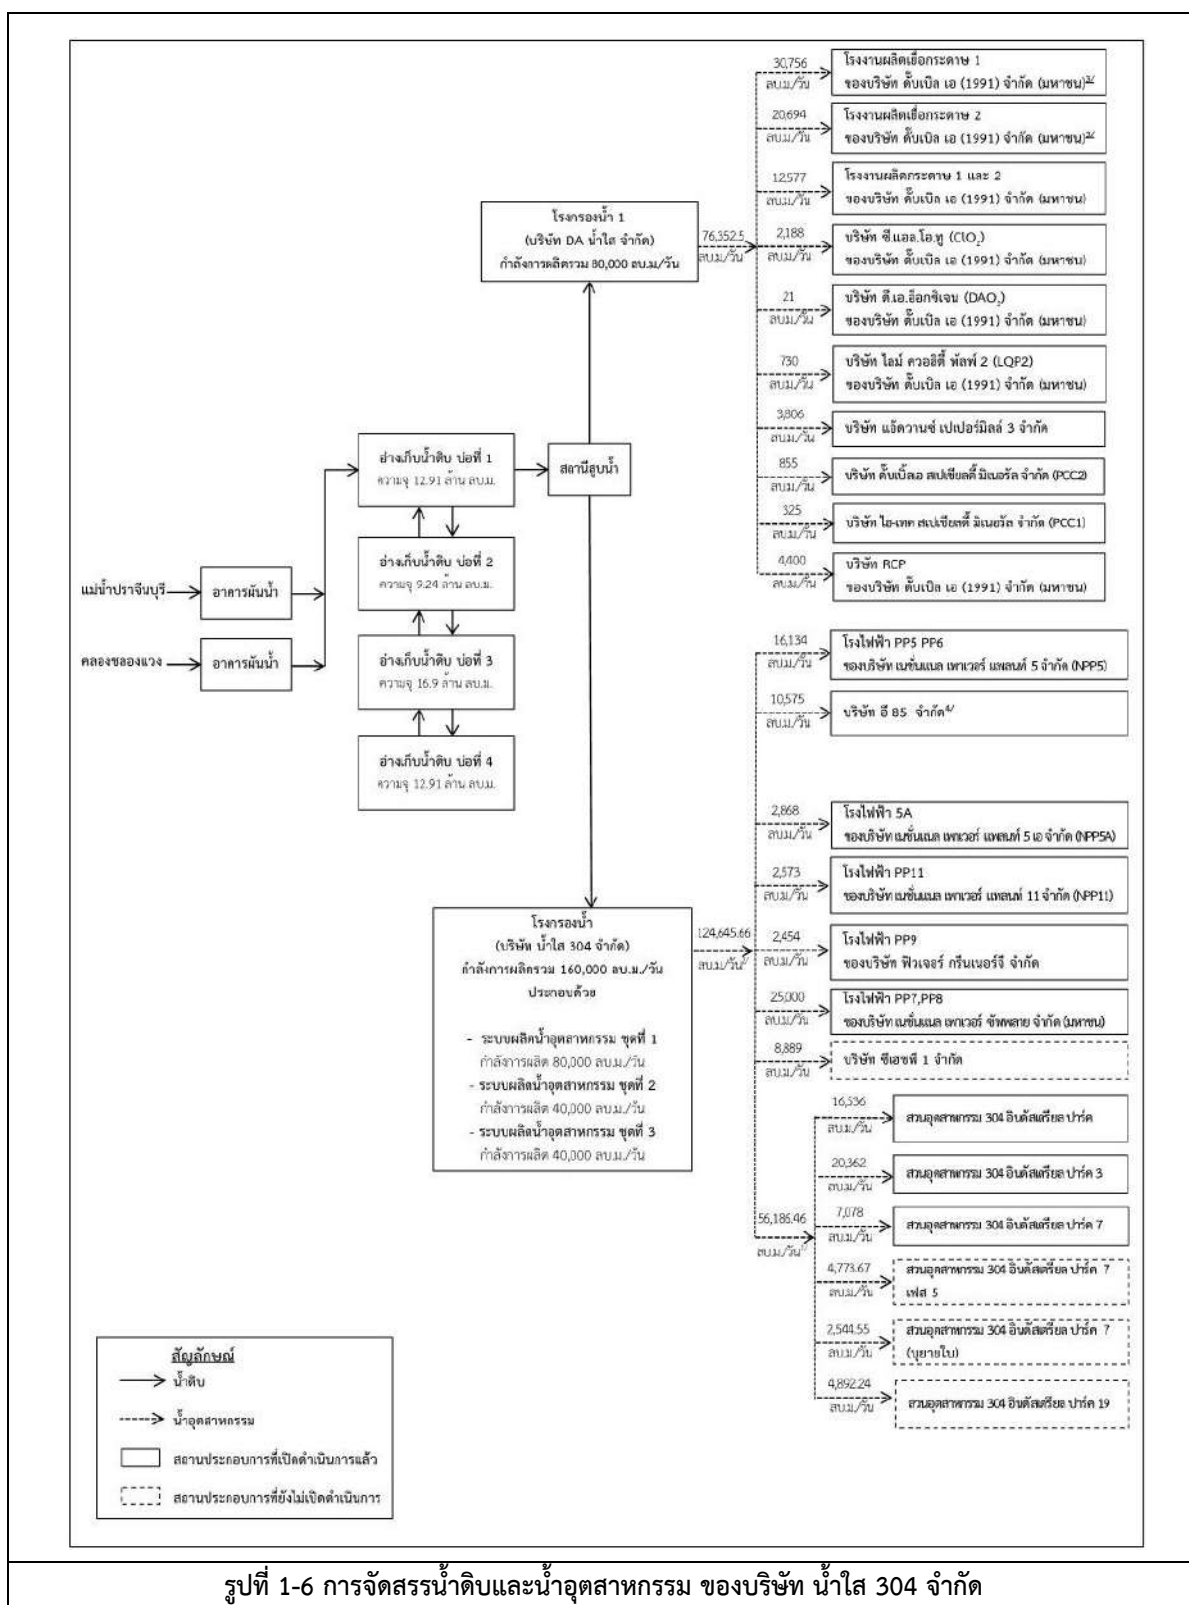 30,756
ลบ.ม/วัน
โรงงานผลิตเยื่อกระดาษ 1
ของบริษัท ดั๊บเบิล เอ (1991) จำกัด (มหาชน)3/
20,694
ลบ.ม/วัน
โรงงานผลิตเยื่อกระดาษ 2
ของบริษัท ดั๊บเบิล เอ (1991) จำกัด (มหาชน)3/
12,577
ลบ.ม/วัน
โรงงานผลิตกระดาษ 1 และ 2
ของบริษัท ดั๊บเบิล เอ (1991) จำกัด (มหาชน)
โรงกรองน้ำ 1
(บริษัท DA น้ำใส จำกัด)
กำลังการผลิตรวม 80,000 ลบ.ม/วัน
76,352.5
ลบ.ม/วัน
2,188
ลบ.ม/วัน
บริษัท ซี.แอล.โอ.ทู (ClO2)
ของบริษัท ดั๊บเบิล เอ (1991) จำกัด (มหาชน)
21
ลบ.ม./วัน
บริษัท ดี.เอ.อ็อกซิเจน (DAO2)
ของบริษัท ดั๊บเบิล เอ (1991) จำกัด (มหาชน)
730
ลบ.ม/วัน
บริษัท ไลม์ ควอลิตี้ พัลพ์ 2 (LQP2)
ของบริษัท ดั๊บเบิล เอ (1991) จำกัด (มหาชน)
3,806
ลบ.ม/วัน
บริษัท แอ๊ดวานซ์ เปเปอร์มิลล์ 3 จำกัด
855
ลบ.ม/วัน
บริษัท ดั๊บเบิ้ลเอ สเปเชียลตี้ มิเนอรัล จำกัด (PCC2)
325
ลบ.ม./วัน
บริษัท ไฮ-เทค สเปเชียลตี้ มิเนอรัล จำกัด (PCC1)
4,400
ลบ.ม/วัน
บริษัท RCP
ของบริษัท ดั๊บเบิล เอ (1991) จำกัด (มหาชน)
อ่างเก็บน้ำดิบ บ่อที่ 1
ความจุ 12.91 ล้าน ลบ.ม.
สถานีสูบน้ำ
อ่างเก็บน้ำดิบ บ่อที่ 2
ความจุ 9.24 ล้าน ลบ.ม.
แม่น้ำปราจีนบุรี
อาคารผันน้ำ
คลองชลองแวง
อาคารผันน้ำ
อ่างเก็บน้ำดิบ บ่อที่ 3
ความจุ 16.9 ล้าน ลบ.ม.
อ่างเก็บน้ำดิบ บ่อที่ 4
ความจุ 12.91 ล้าน ลบ.ม.
16,134
ลบ.ม/วัน
โรงไฟฟ้า PP5 PP6
ของบริษัท เนชั่นแนล เพาเวอร์ แพลนท์ 5 จำกัด (NPP5)
10,575
ลบ.ม/วัน
บริษัท อี 85 จำกัด4/
2,868
ลบ.ม/วัน
โรงไฟฟ้า 5A
ของบริษัท เนชั่นแนล เพาเวอร์ แพลนท์ 5 เอ จำกัด (NPP5A)
2,573
ลบ.ม/วัน
โรงไฟฟ้า PP11
ของบริษัท เนชั่นแนล เพาเวอร์ แพลนท์ 11 จำกัด (NPP11)
โรงกรองน้ำ
(บริษัท น้ำใส 304 จำกัด)
กำลังการผลิตรวม 160,000 ลบ.ม./วัน
ประกอบด้วย
- ระบบผลิตน้ำอุตสาหกรรม ชุดที่ 1
กำลังการผลิต 80,000 ลบ.ม/วัน
- ระบบผลิตน้ำอุตสาหกรรม ชุดที่ 2
กำลังการผลิต 40,000 ลบ.ม/วัน
- ระบบผลิตน้ำอุตสาหกรรม ชุดที่ 3
กำลังการผลิต 40,000 ลบ.ม/วัน
124,645.66
ลบ.ม/วัน
2,454
ลบ.ม/วัน
โรงไฟฟ้า PP9
ของบริษัท ฟิวเจอร์ กรีนเนอร์จี จำกัด
25,000
ลบ.ม/วัน
โรงไฟฟ้า PP7,PP8
ของบริษัท เนชั่นแนล เพาเวอร์ ซัพพลาย จำกัด (มหาชน)
8,889
ลบ.ม/วัน
บริษัท ซีเอชพี 1 จำกัด
56,186.46
ลบ.ม/วัน1/
16,536
ลบ.ม/วัน
สวนอุตสาหกรรม 304 อินดัสเตรียล ปาร์ค
20,362
ลบ.ม/วัน
สวนอุตสาหกรรม 304 อินดัสเตรียล ปาร์ค 3
7,078
ลบ.ม/วัน
สวนอุตสาหกรรม 304 อินดัสเตรียล ปาร์ค 7
4,773.67
ลบ.ม/วัน
สวนอุตสาหกรรม 304 อินดัสเตรียล ปาร์ค 7
เฟส 5
2,544.55
ลบ.ม/วัน
สวนอุตสาหกรรม 304 อินดัสเตรียล ปาร์ค 7
(บุยายใบ)
4,892.24
ลบ.ม/วัน
สวนอุตสาหกรรม 304 อินดัสเตรียล ปาร์ค 19
สัญลักษณ์
น้ำดิบ
น้ำอุตสาหกรรม
สถานประกอบการที่เปิดดำเนินการแล้ว
สถานประกอบการที่ยังไม่เปิดดำเนินการ
รูปที่ 1-6 การจัดสรรน้ำดิบและน้ำอุตสาหกรรม ของบริษัท น้ำใส 304 จำกัด